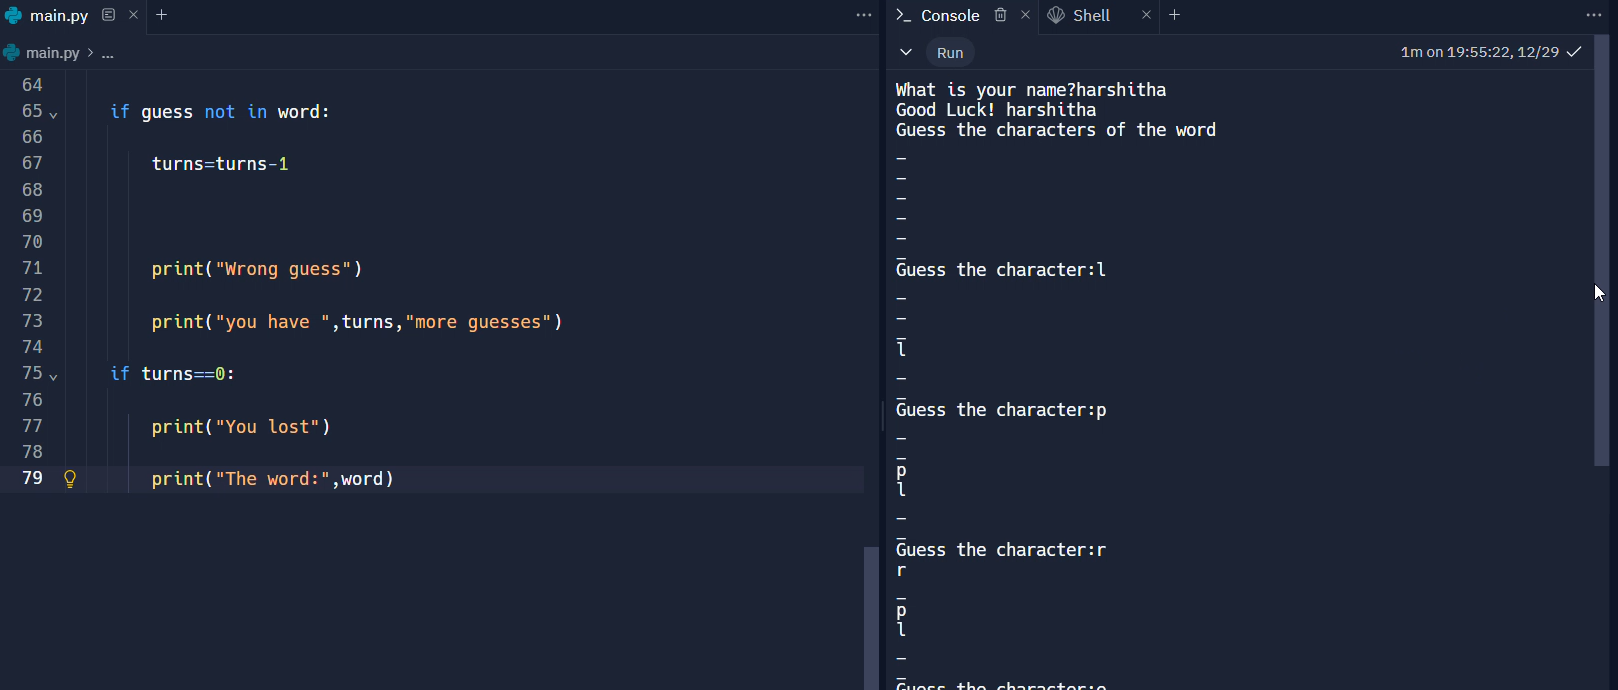 main.py
main.py > ...
64
65 if guess not in word:
66
67 turns=turns-1
68
69
70
71 print("Wrong guess")
72
73 print("you have ",turns,"more guesses")
74
75 if turns==0:
76
77 print("You lost")
78
79 print("The word:",word)
Console
Shell
Run
1m on 19:55:22, 12/29
What is your name?harshitha
Good Luck! harshitha
Guess the characters of the word
_
_
_
_
_
_
Guess the character:l
_
_
_
l
_
_
Guess the character:p
_
_
p
l
_
_
Guess the character:r
r
_
p
l
_
_
Guess the character:e